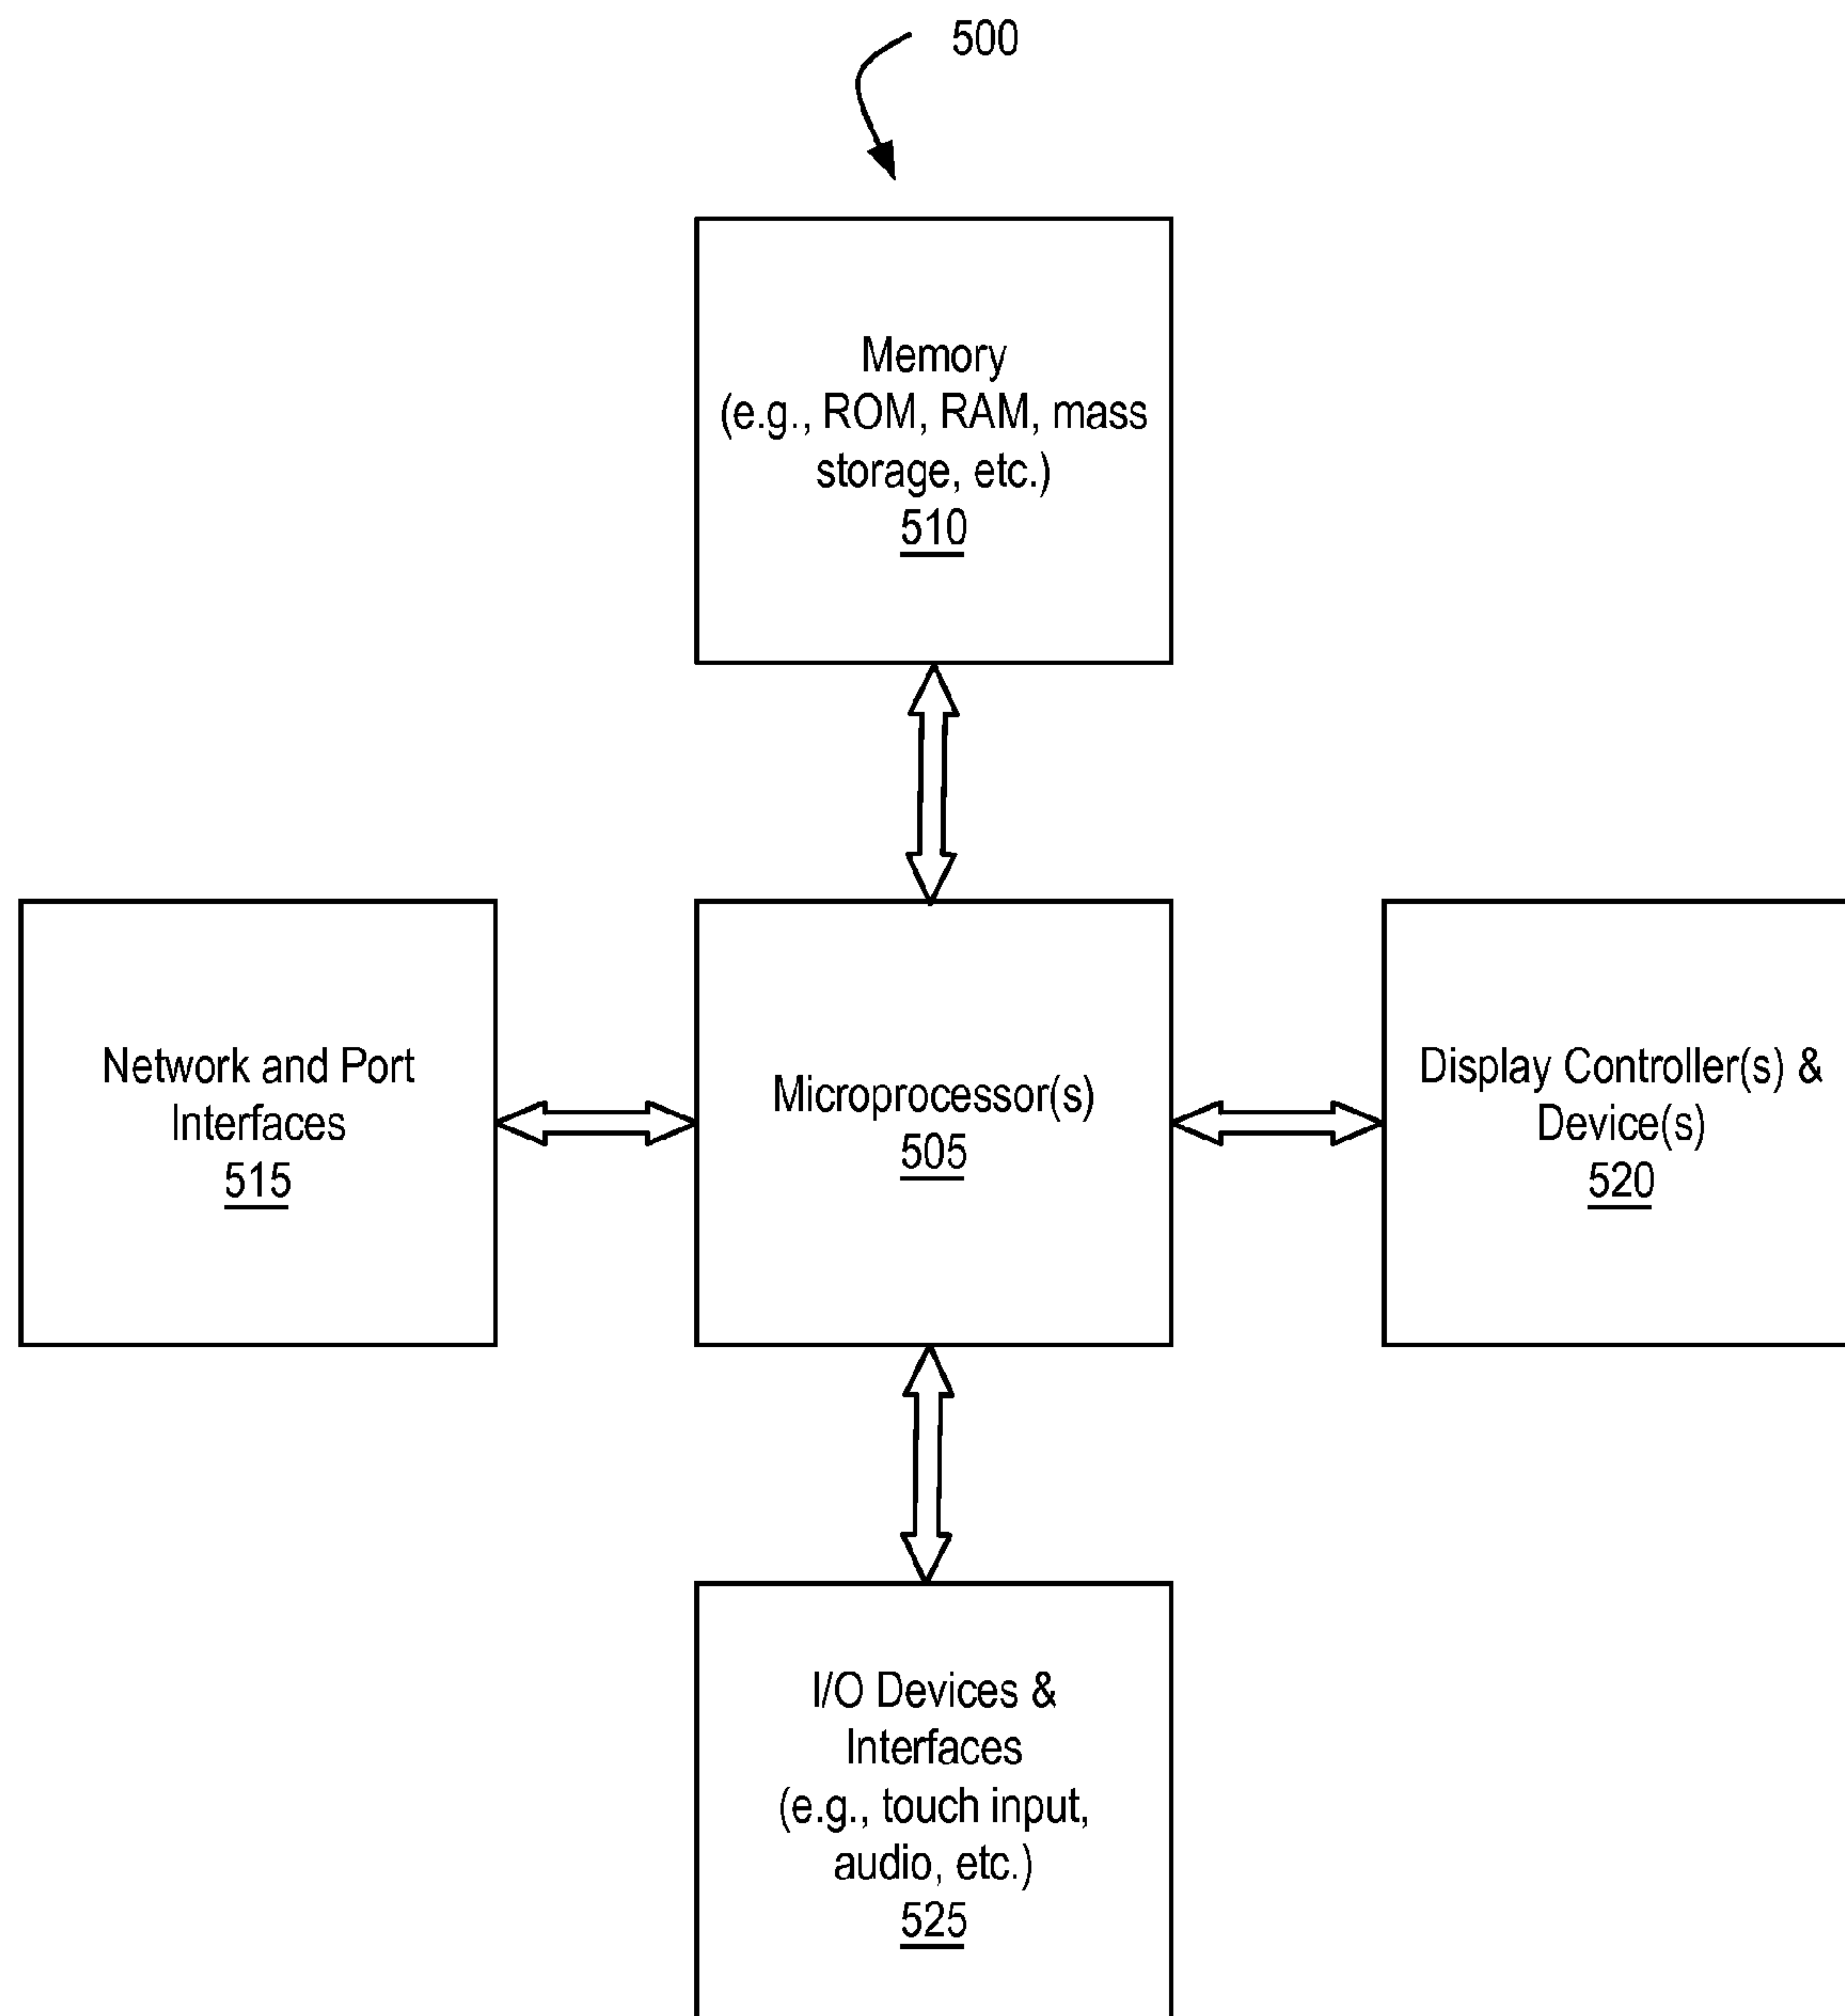 500
Memory
(e.g., ROM, RAM, mass
storage, etc.)
510
Network and Port
Interfaces
515
Microprocessor(s)
505
Display Controller(s) &
Device(s)
520
I/O Devices &
Interfaces
(e.g., touch input,
audio, etc.)
525